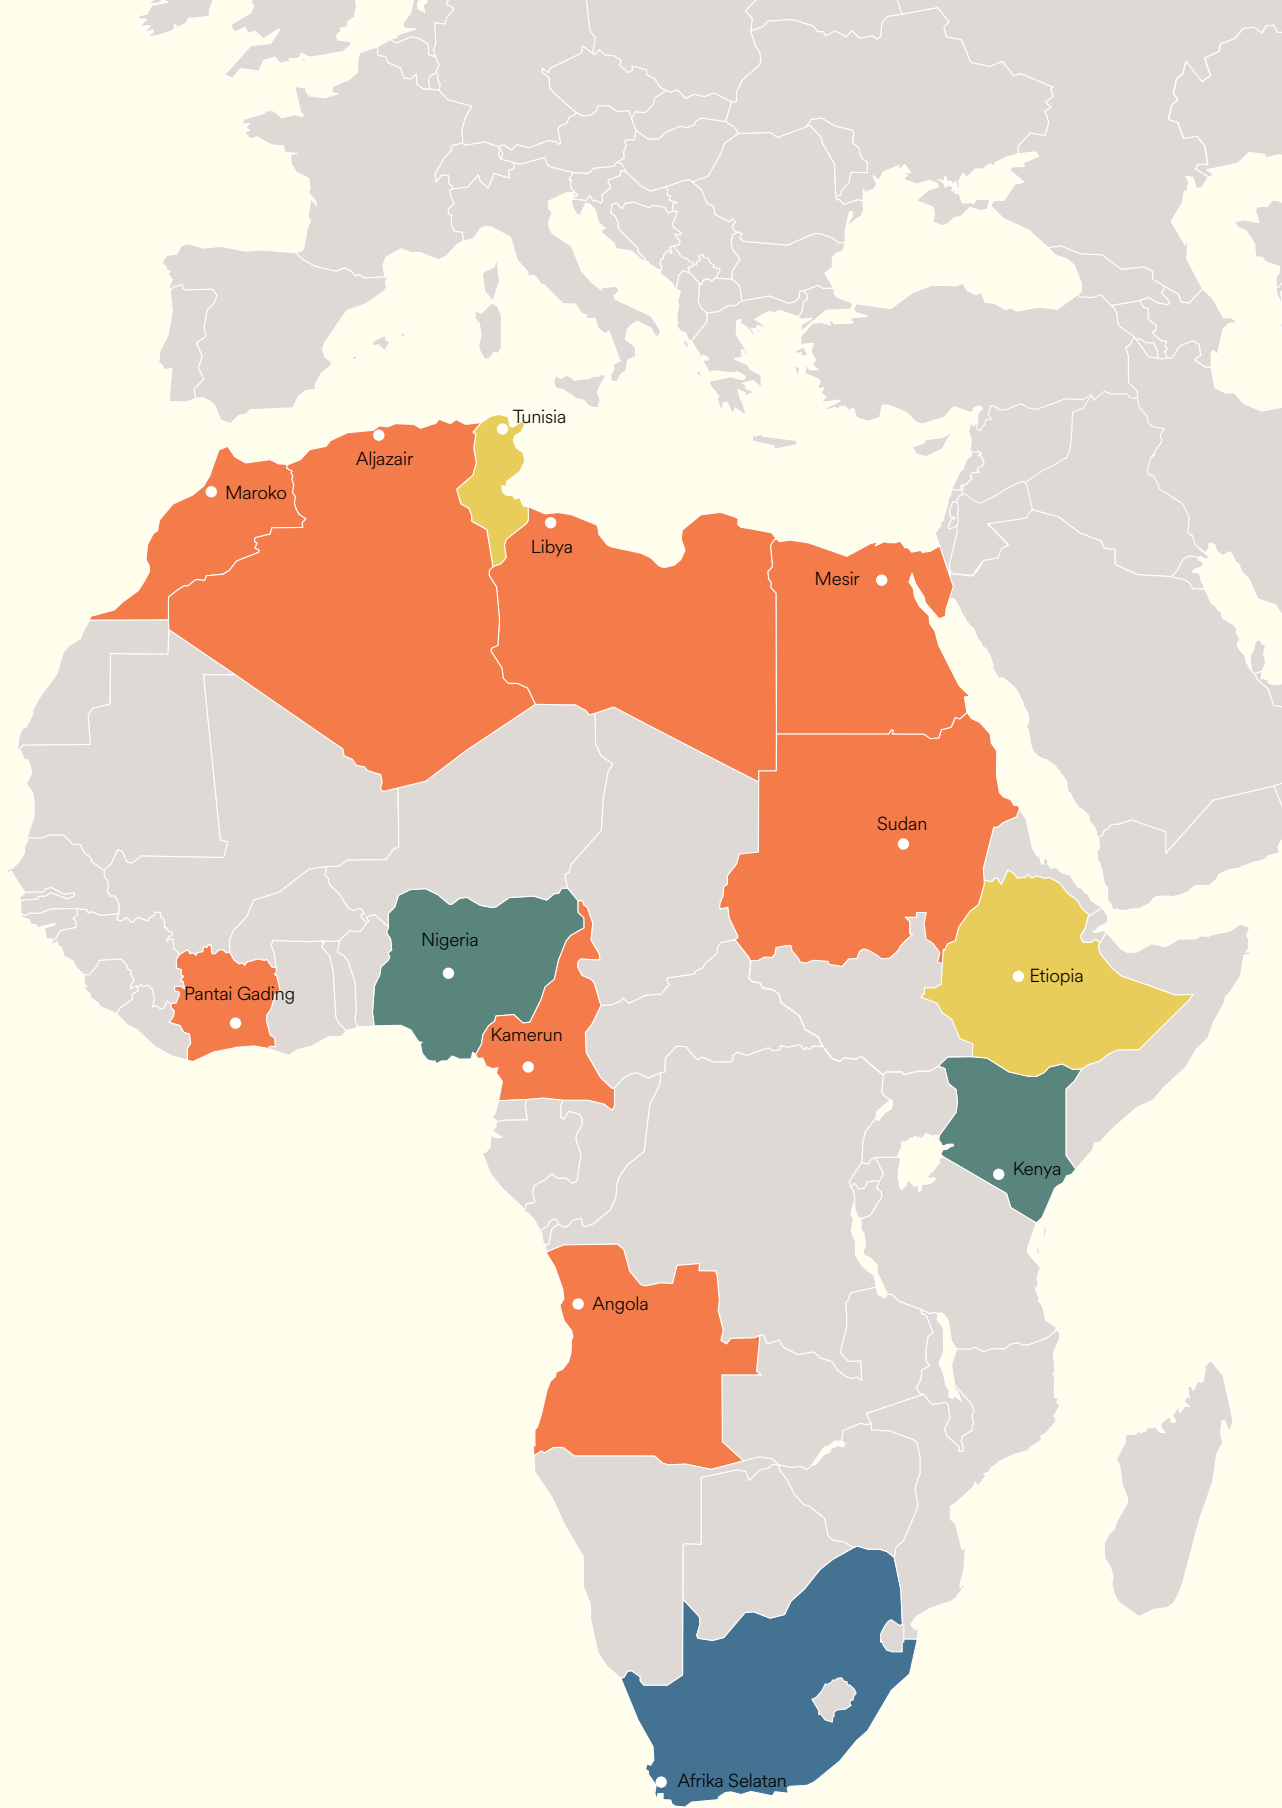 Tunisia
Aljazair
Maroko
Libya
Mesir
Sudan
Nigeria
Etiopia
Pantai Gading
Kamerun
Kenya
Angola
Afrika Selatan